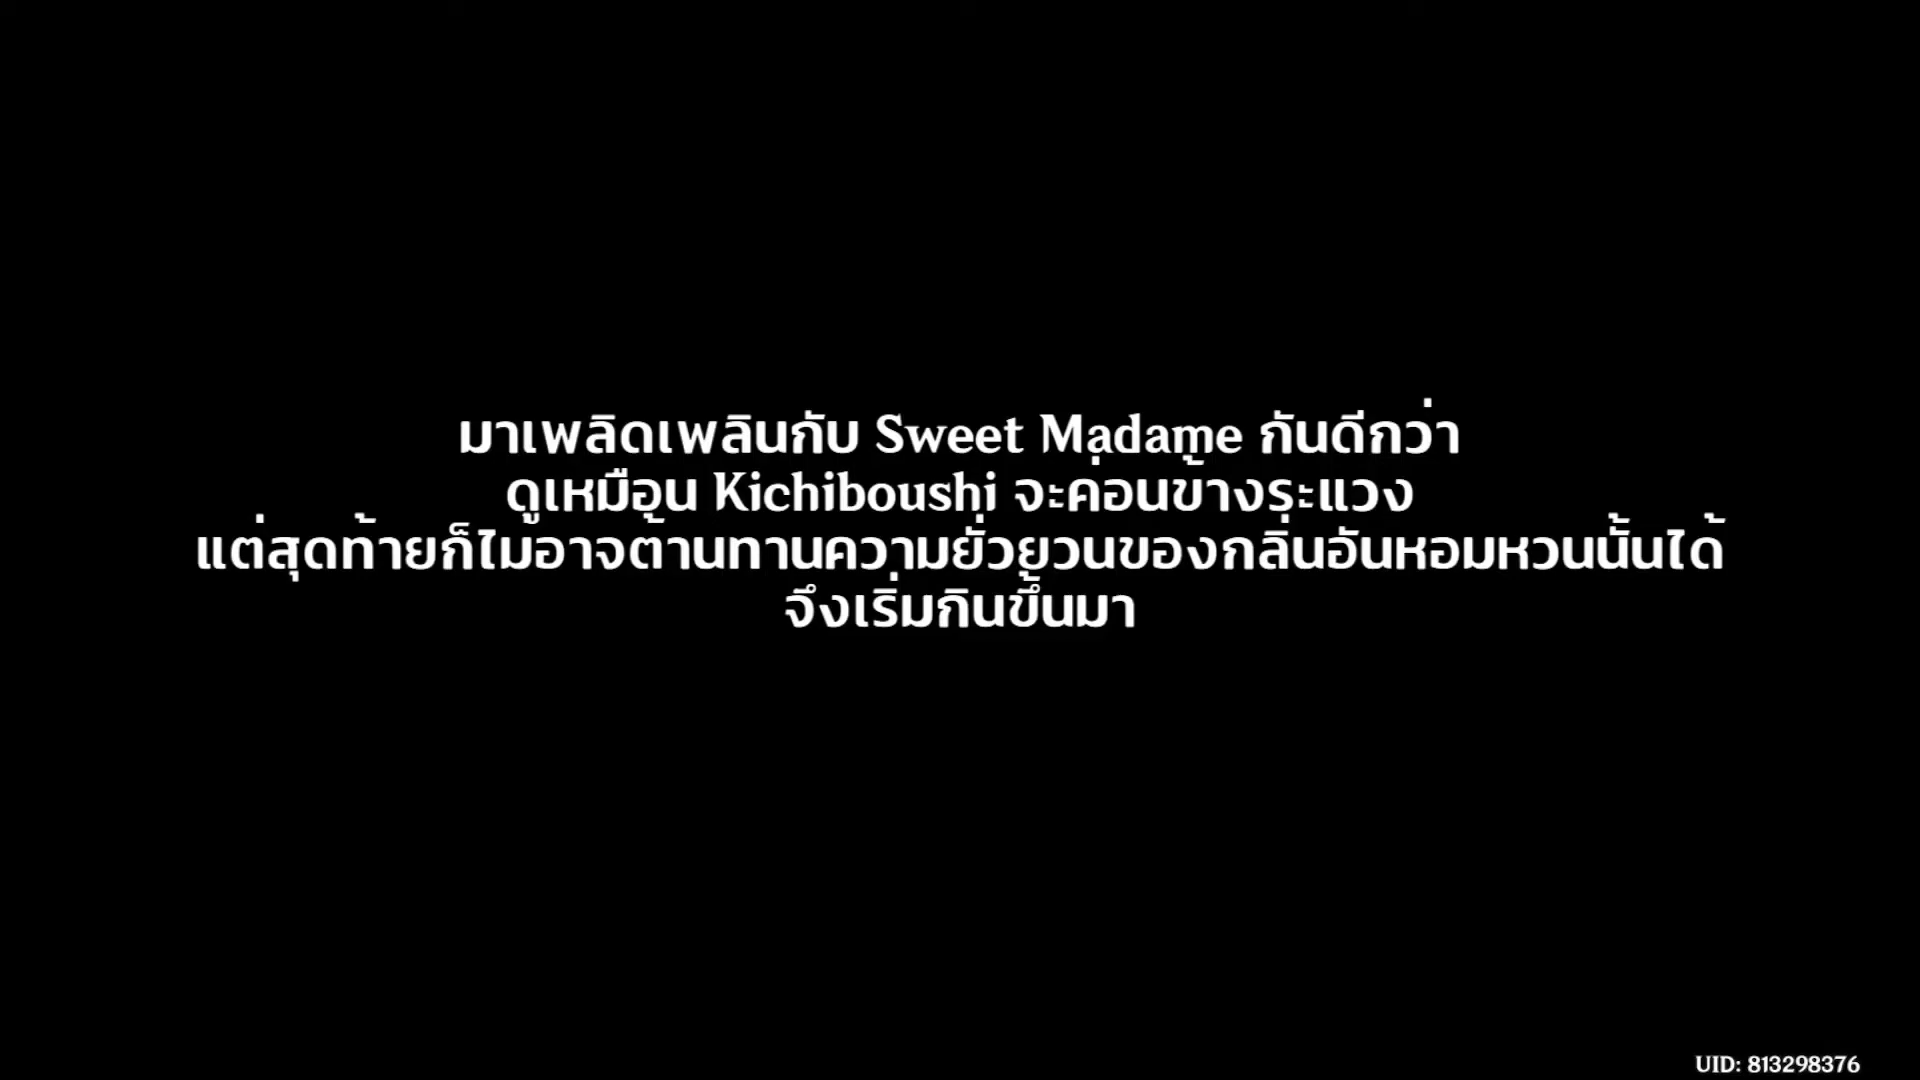 มาเพลิดเพลินกับ Sweet Madame กันดีกว่า
ดูเหมือน Kichiboushi จะค่อนข้างระแวง
แต่สุดท้ายก็ไม่อาจต้านทานความยั่วยวนของกลิ่นอันหอมหวนนั้นได้
จึงเริ่มกินขึ้นมา
UID: 813298376